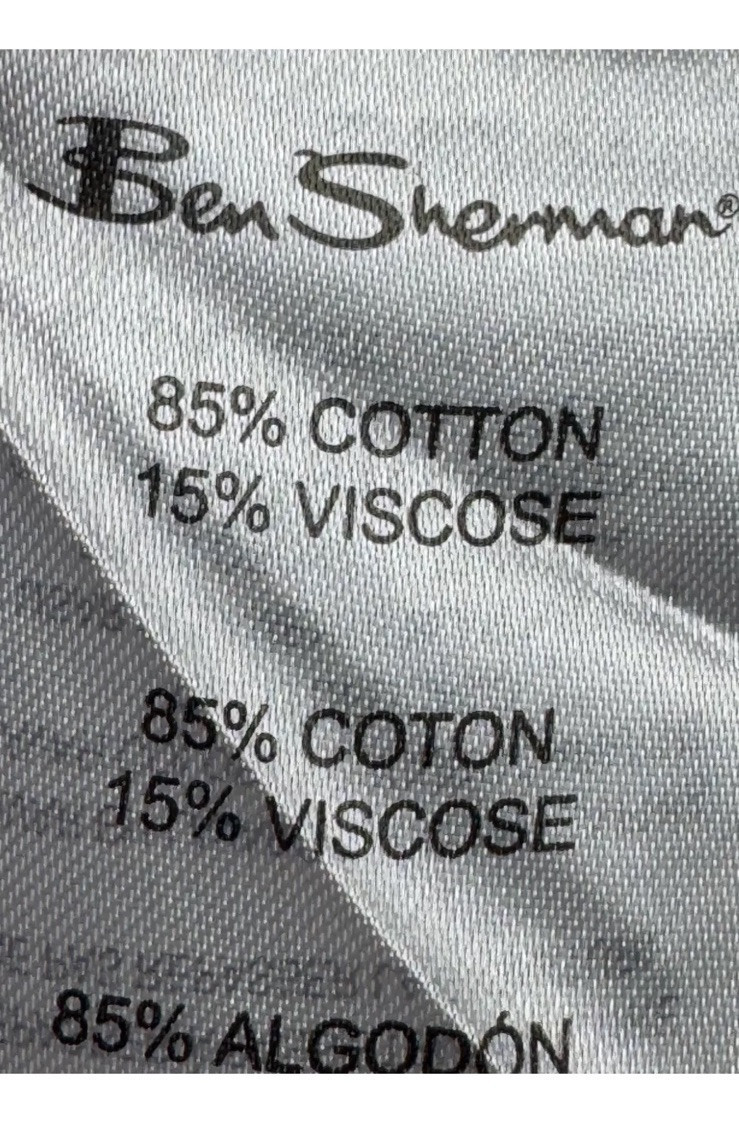 Ben Sherman®
85% COTTON
15% VISCOSE
85% COTON
15% VISCOSE
85% ALGODÓN